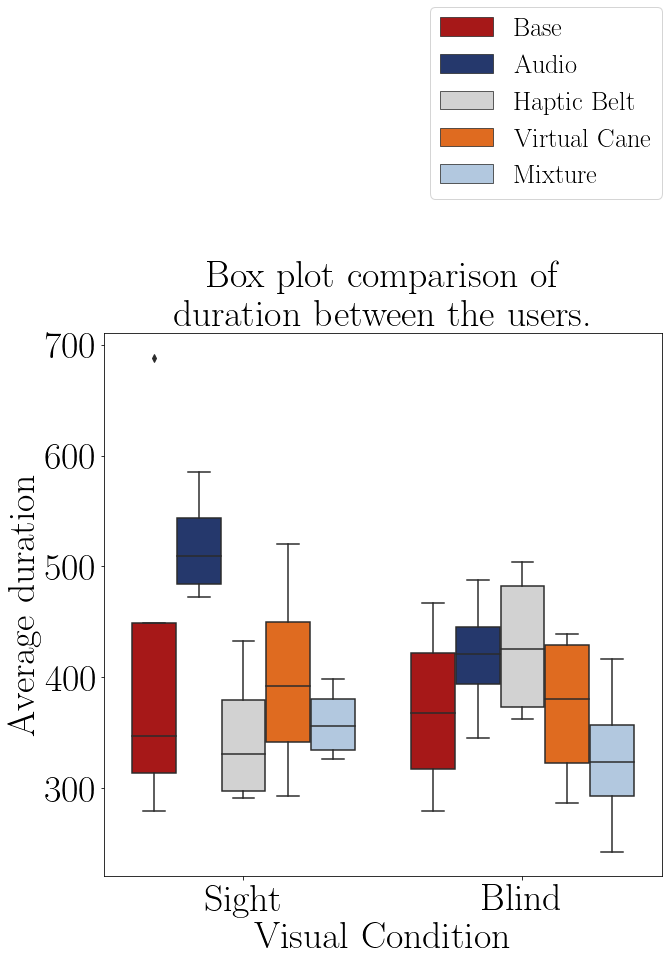 Base
Audio
Haptic Belt
Virtual Cane
Mixture
Box plot comparison of
duration between the users.
700
600
500
400
300
Average duration
Sight
Blind
Visual Condition